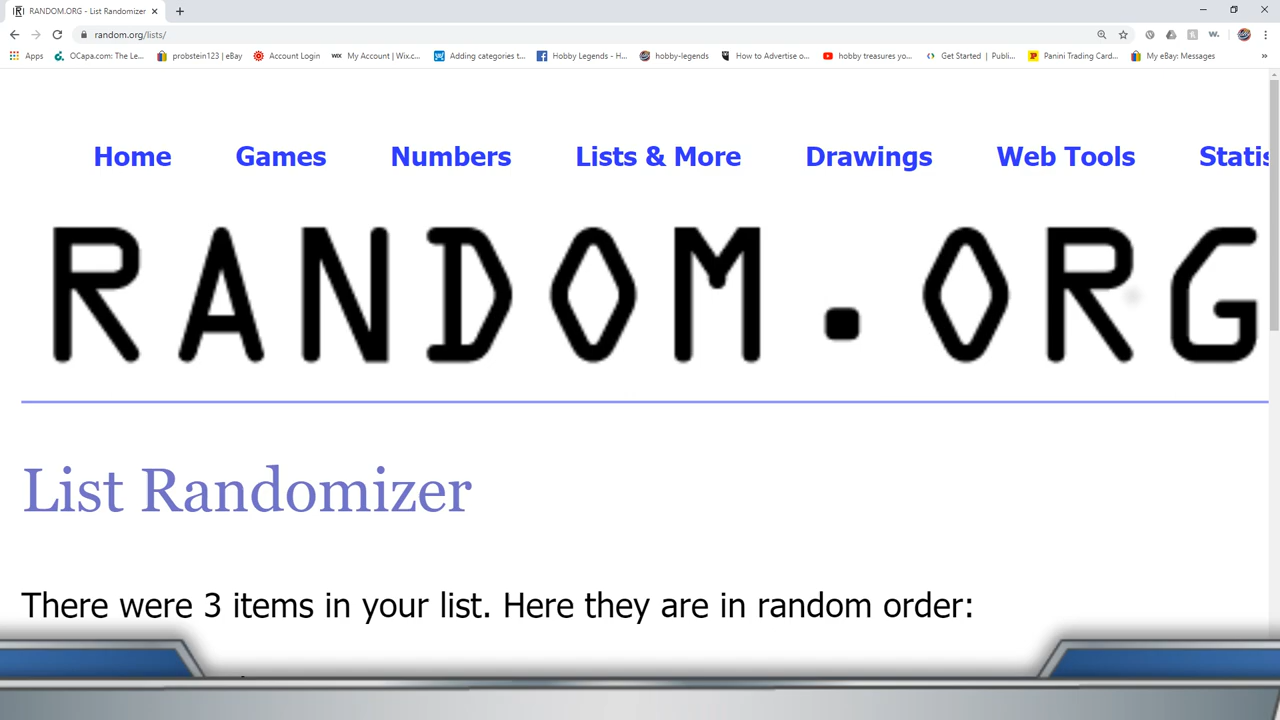 RANDOM.ORG - List Randomizer
random.org/lists/
Apps OCapa.com: The Le... probstein123 | eBay Account Login My Account | Wix.c... Adding categories t... Hobby Legends - H... hobby-legends How to Advertise o... hobby treasures yo... Get Started | Publi... Panini Trading Card... My eBay: Messages
Home Games Numbers Lists & More Drawings Web Tools Statis
RANDOM.ORG
List Randomizer
There were 3 items in your list. Here they are in random order: